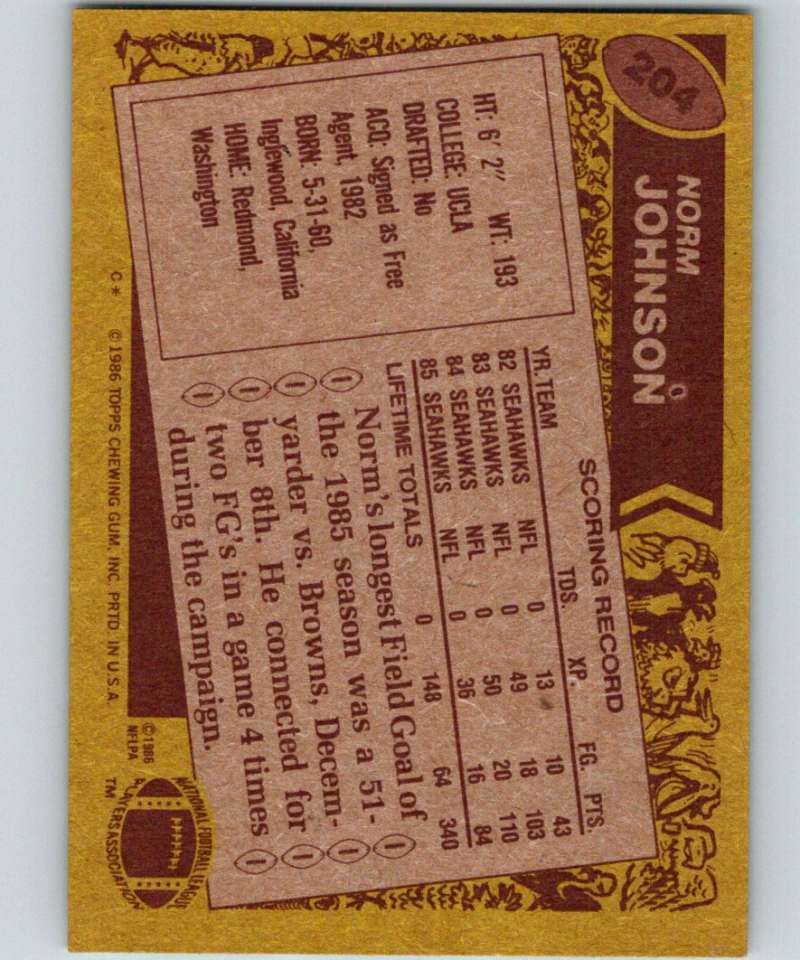 204
NORM
JOHNSON
HT: 6' 2" WT: 193
COLLEGE: UCLA
DRAFTED: No
ACQ: Signed as Free
Agent, 1982
BORN: 5-31-60,
Inglewood, California
HOME: Redmond,
Washington
SCORING RECORD
YR. TEAM TDS. XP. FG. PTS.
82 SEAHAWKS NFL 0 13 10 43
83 SEAHAWKS NFL 0 49 18 103
84 SEAHAWKS NFL 0 50 20 110
85 SEAHAWKS NFL 0 36 16 84
LIFETIME TOTALS 0 148 64 340
Norm's longest Field Goal of
the 1985 season was a 51-
yarder vs. Browns, Decem-
ber 8th. He connected for
two FG's in a game 4 times
during the campaign.
C* ©1986 TOPPS CHEWING GUM, INC. PRTD. IN U.S.A.
©1986
NFLPA
NATIONAL FOOTBALL LEAGUE
PLAYERS ASSOCIATION
TM